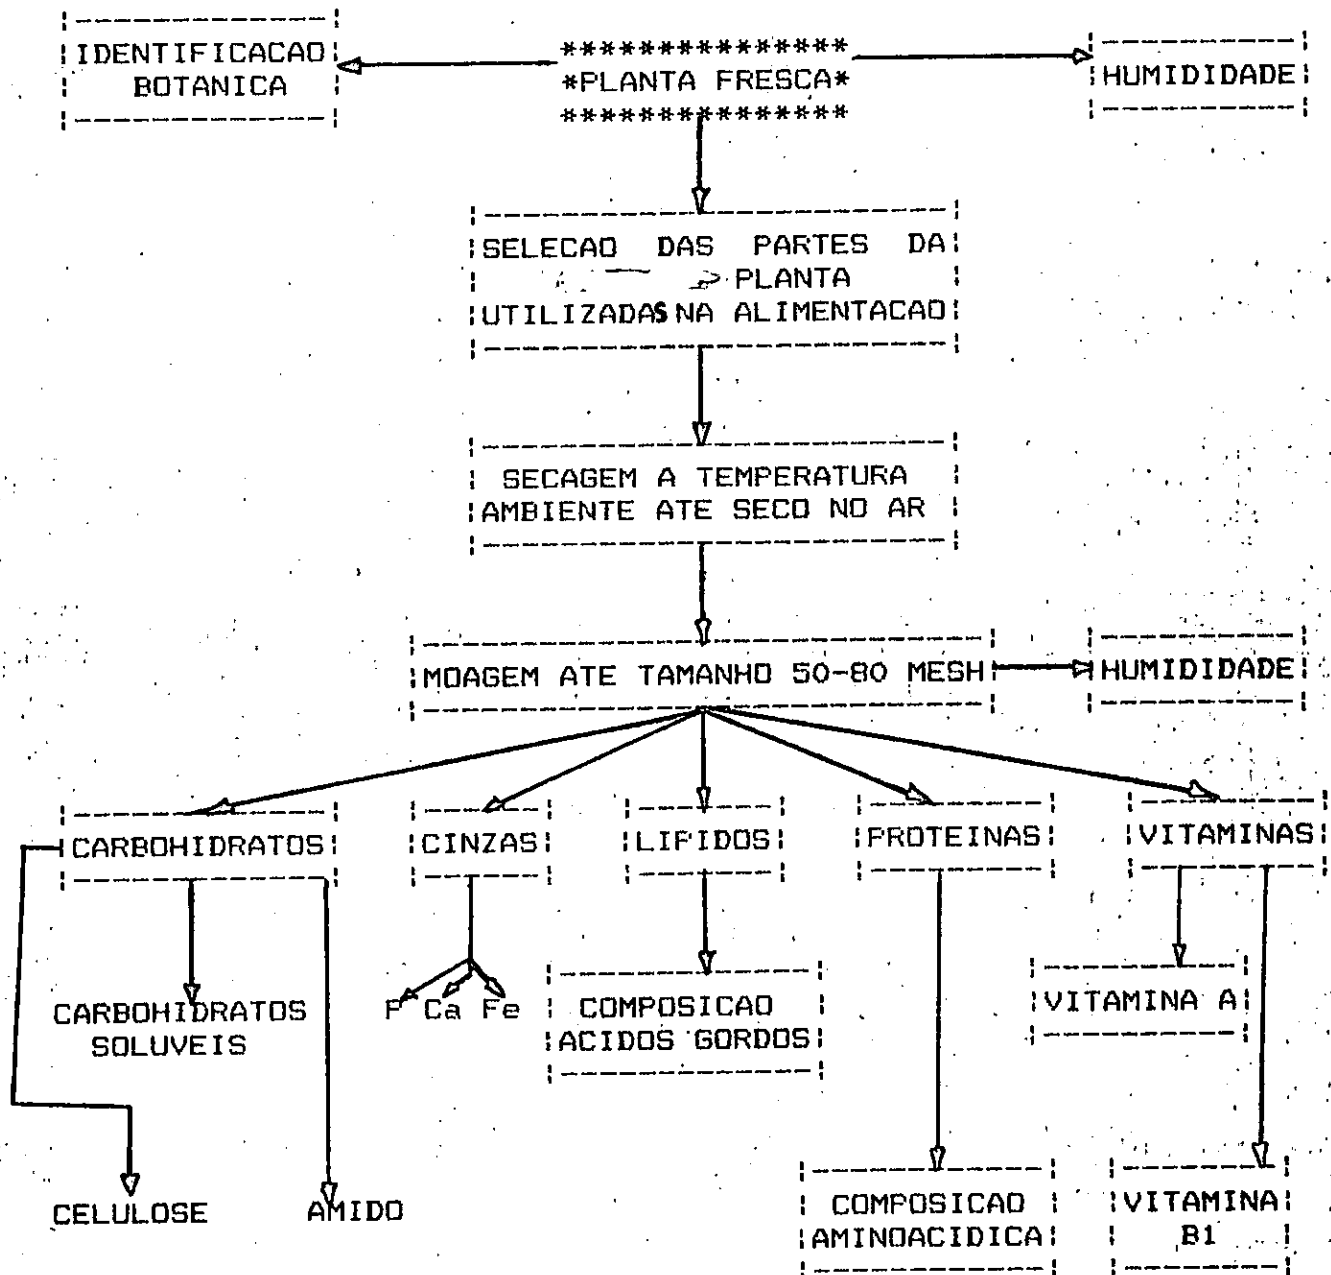 IDENTIFICACAO
BOTANICA
*PLANTA FRESCA*
HUMIDIDADE
SELECAO DAS PARTES DA
PLANTA
UTILIZADAS NA ALIMENTACAO
SECAGEM A TEMPERATURA
AMBIENTE ATE SECO NO AR
MOAGEM ATE TAMANHO 50-80 MESH
HUMIDIDADE
CARBOHIDRATOS
CINZAS
LIPIDOS
PROTEINAS
VITAMINAS
CARBOHIDRATOS
SOLUVEIS
P Ca Fe
COMPOSICAO
ACIDOS GORDOS
VITAMINA A
CELULOSE
AMIDO
COMPOSICAO
AMINOACIDICA
VITAMINA
B1